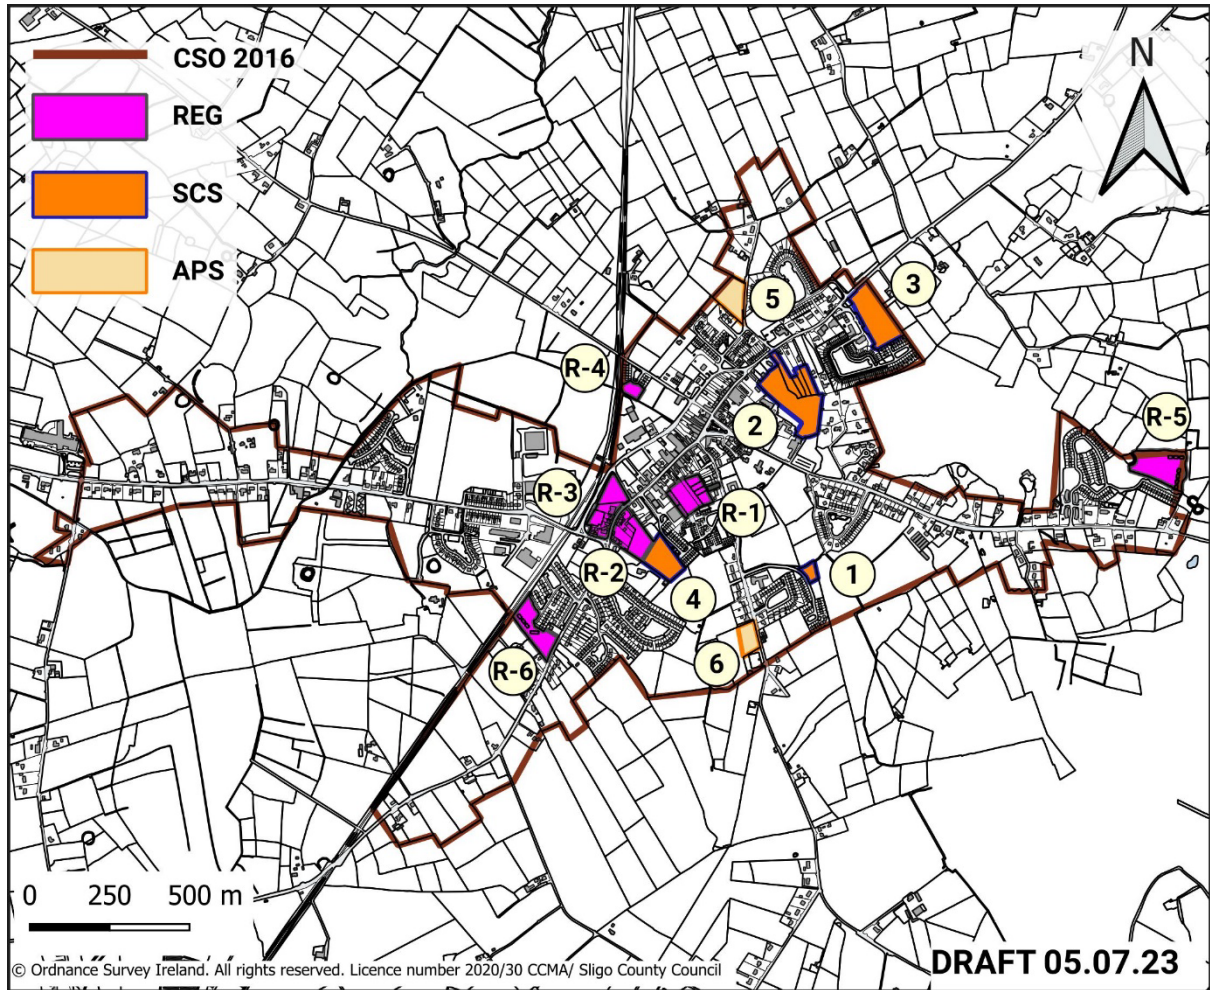 CSO 2016
REG
SCS
APS
N
5
3
R-4
2
R-5
R-3
R-1
R-2
1
4
6
R-6
0 250 500 m
© Ordnance Survey Ireland. All rights reserved. Licence number 2020/30 CCMA/ Sligo County Council
DRAFT 05.07.23